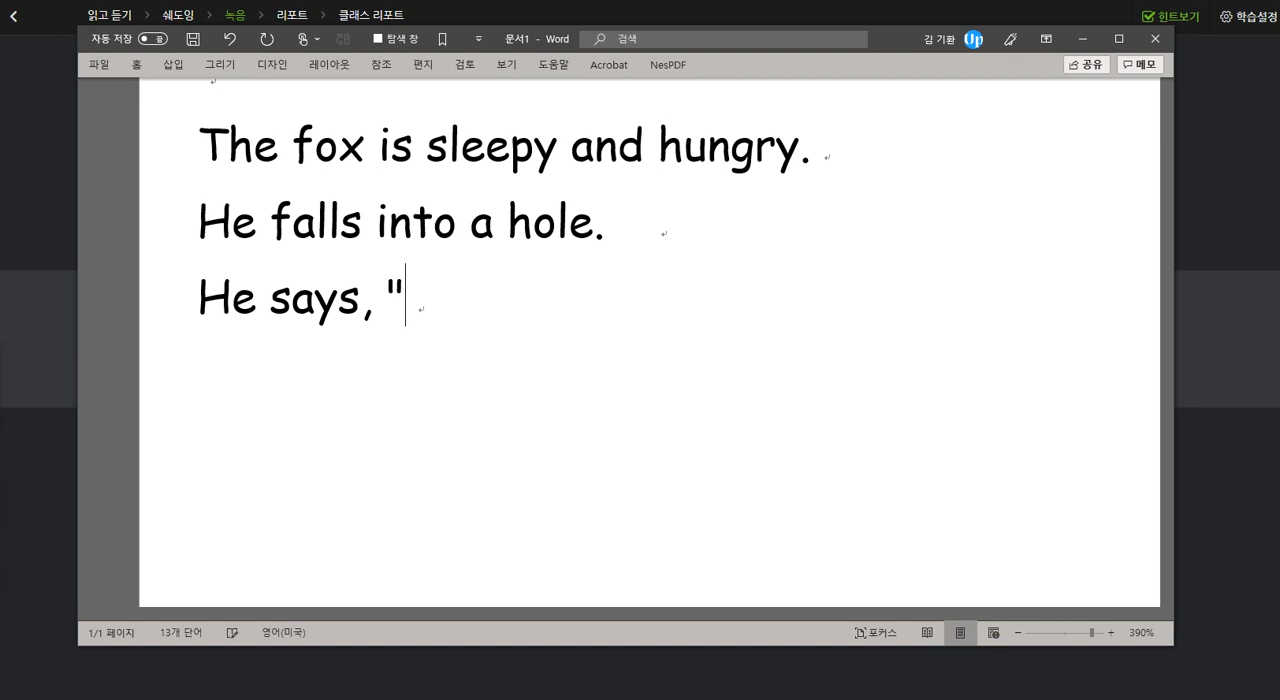 읽고 듣기 > 쉐도잉 > 녹음 > 리포트 > 클래스 리포트 힌트보기 학습설정
자동 저장 끔 탐색 창 문서1 - Word 검색 김 기환 Up
파일 홈 삽입 그리기 디자인 레이아웃 참조 편지 검토 보기 도움말 Acrobat NesPDF 공유 메모
The fox is sleepy and hungry.
He falls into a hole.
He says, "
1/1 페이지 13개 단어 영어(미국) 포커스 390%